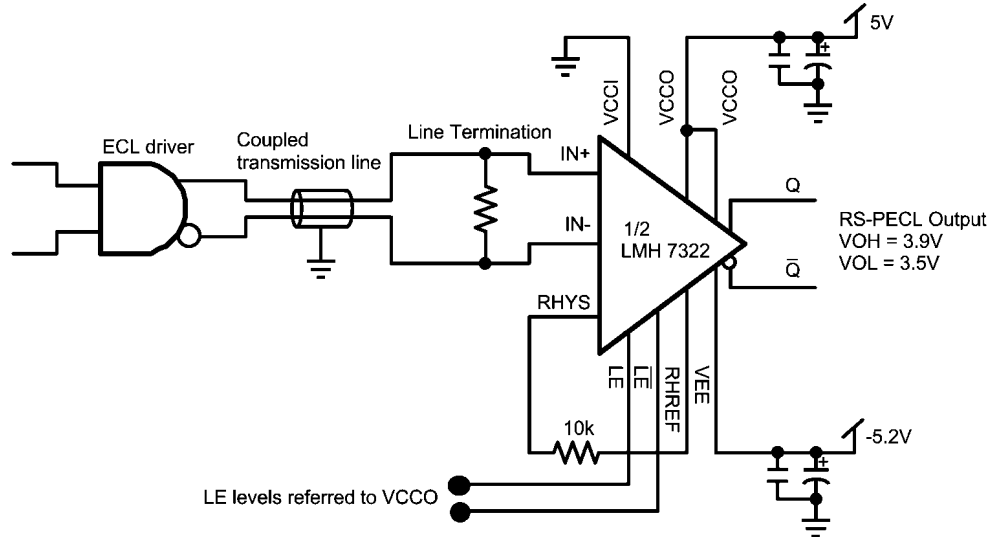 5V
VCCI
VCCO
VCCO
ECL driver
Coupled
transmission line
Line Termination
IN+
IN-
1/2
LMH 7322
Q
Q̅
RS-PECL Output
VOH = 3.9V
VOL = 3.5V
RHYS
LE
L̅E̅
RHREF
VEE
10k
-5.2V
LE levels referred to VCCO
+
+